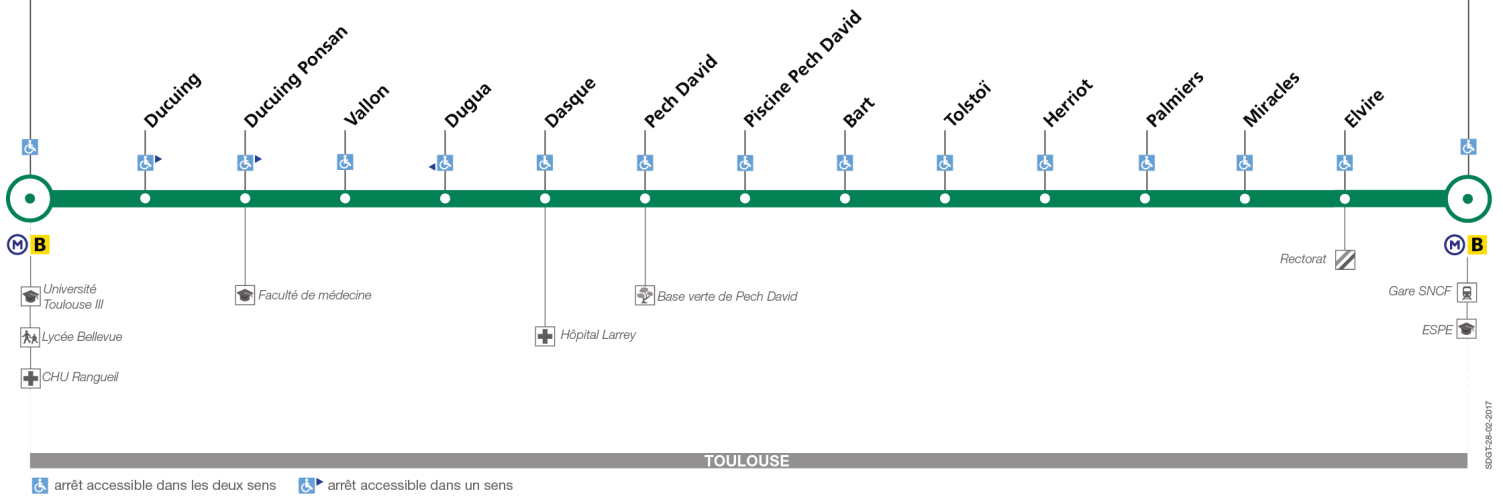 Ducuing
Ducuing Ponsan
Vallon
Dugua
Dasque
Pech David
Piscine Pech David
Bart
Tolstoï
Herriot
Palmiers
Miracles
Elvire
M B
M B
Université
Toulouse III
Lycée Bellevue
CHU Rangueil
Faculté de médecine
Hôpital Larrey
Base verte de Pech David
Rectorat
Gare SNCF
ESPE
SDGT-28-02-2017
TOULOUSE
arrêt accessible dans les deux sens
arrêt accessible dans un sens